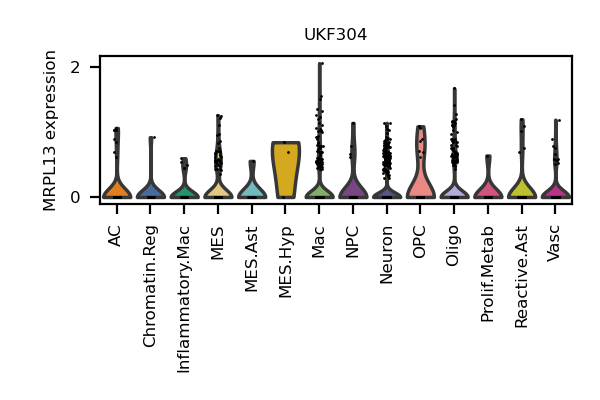 UKF304
MRPL13 expression
2
0
AC
Chromatin.Reg
Inflammatory.Mac
MES
MES.Ast
MES.Hyp
Mac
NPC
Neuron
OPC
Oligo
Prolif.Metab
Reactive.Ast
Vasc